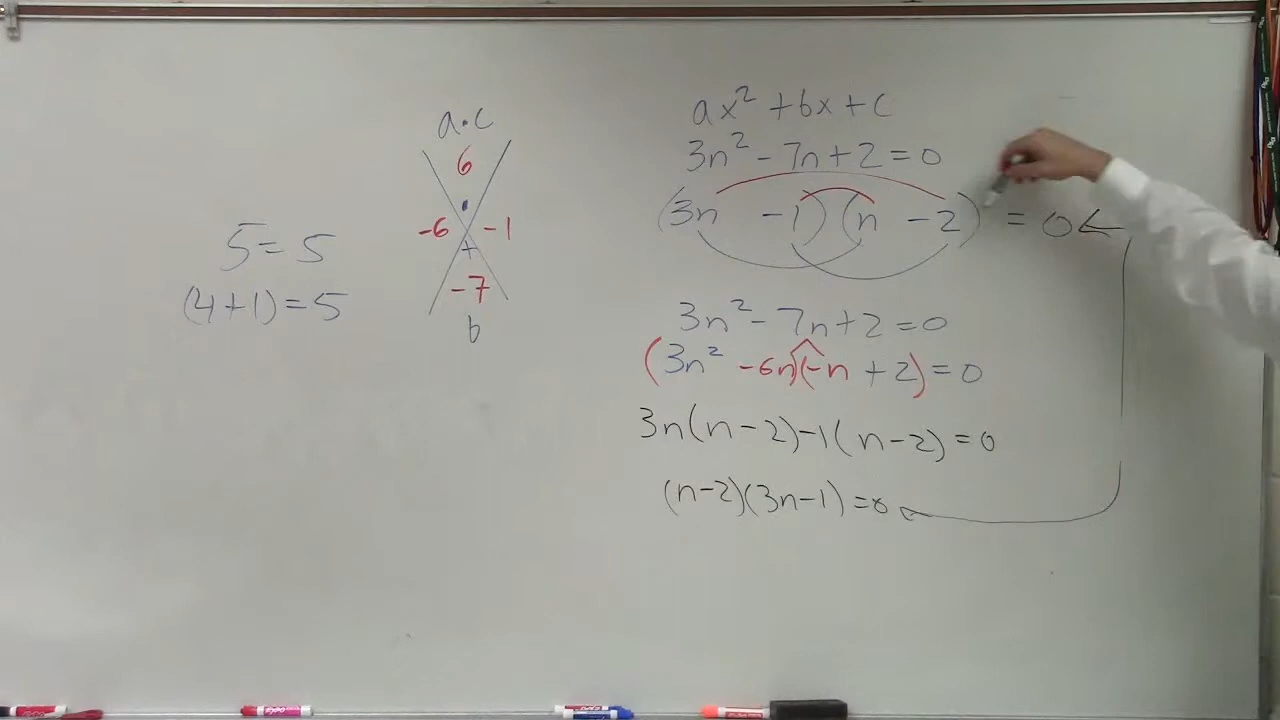 5=5
(4+1)=5
a·c
6
·
-6 -1
+
-7
b
ax²+bx+c
3n²-7n+2=0
(3n -1)(n -2) = 0
3n²-7n+2=0
(3n² -6n)(-n +2)=0
3n(n-2)-1(n-2)=0
(n-2)(3n-1)=0